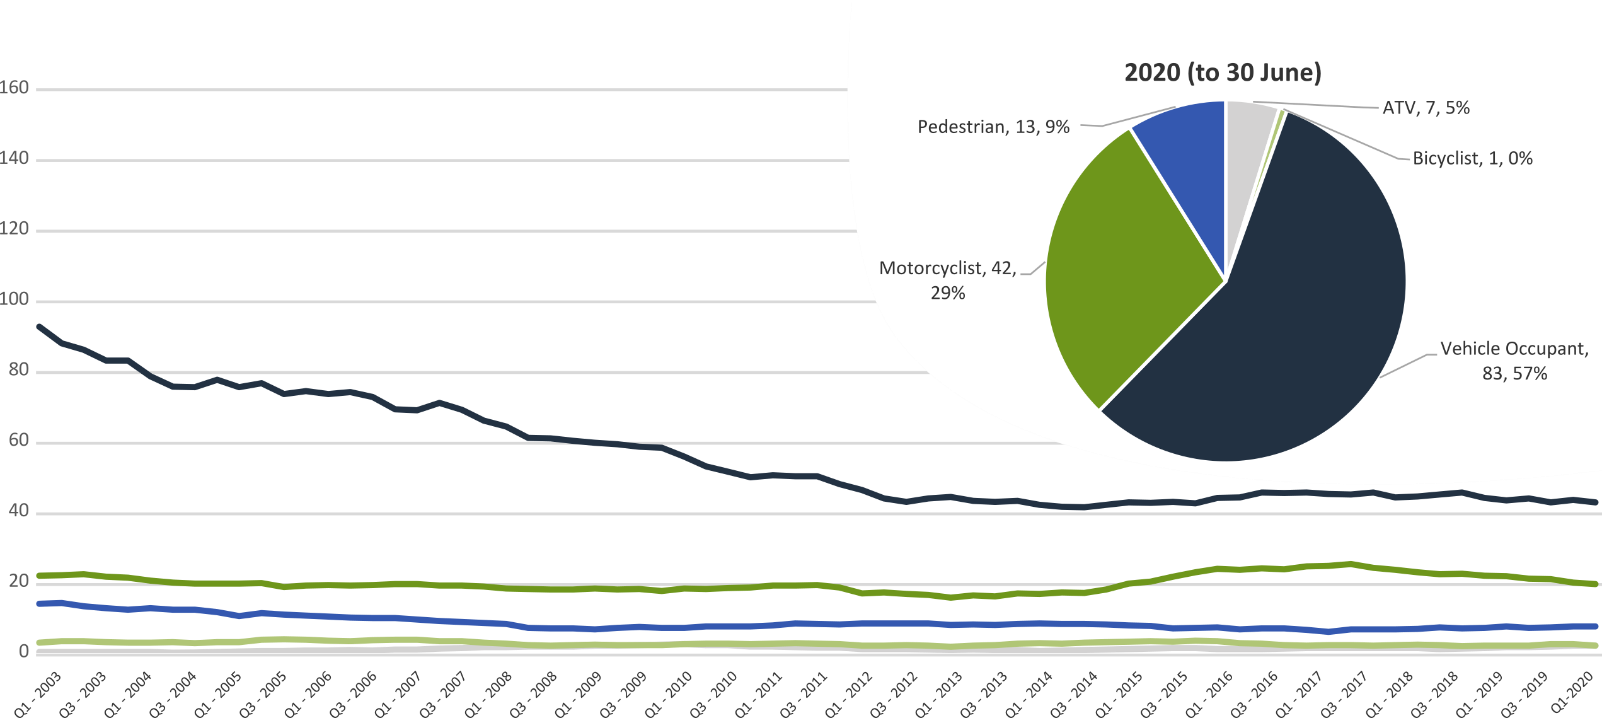 2020 (to 30 June)
160
140
120
100
80
60
40
20
0
ATV, 7, 5%
Pedestrian, 13, 9%
Bicyclist, 1, 0%
Motorcyclist, 42,
29%
Vehicle Occupant,
83, 57%
Q1 - 2003
Q3 - 2003
Q1 - 2004
Q3 - 2004
Q1 - 2005
Q3 - 2005
Q1 - 2006
Q3 - 2006
Q1 - 2007
Q3 - 2007
Q1 - 2008
Q3 - 2008
Q1 - 2009
Q3 - 2009
Q1 - 2010
Q3 - 2010
Q1 - 2011
Q3 - 2011
Q1 - 2012
Q3 - 2012
Q1 - 2013
Q3 - 2013
Q1 - 2014
Q3 - 2014
Q1 - 2015
Q3 - 2015
Q1 - 2016
Q3 - 2016
Q1 - 2017
Q3 - 2017
Q1 - 2018
Q3 - 2018
Q1 - 2019
Q3 - 2019
Q1-2020